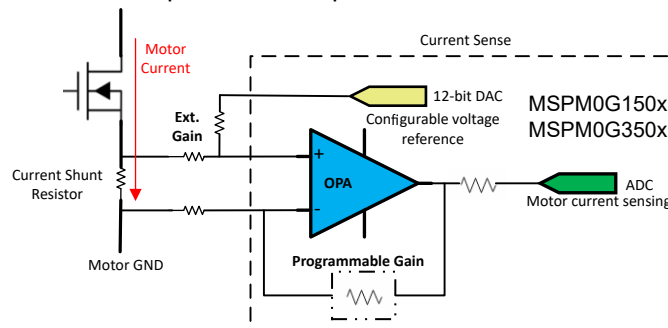 Current Sense
Motor
Current
12-bit DAC
Configurable voltage
reference
MSPM0G150x
MSPM0G350x
Ext.
Gain
+
OPA
-
Current Shunt
Resistor
ADC
Motor current sensing
Motor GND
Programmable Gain